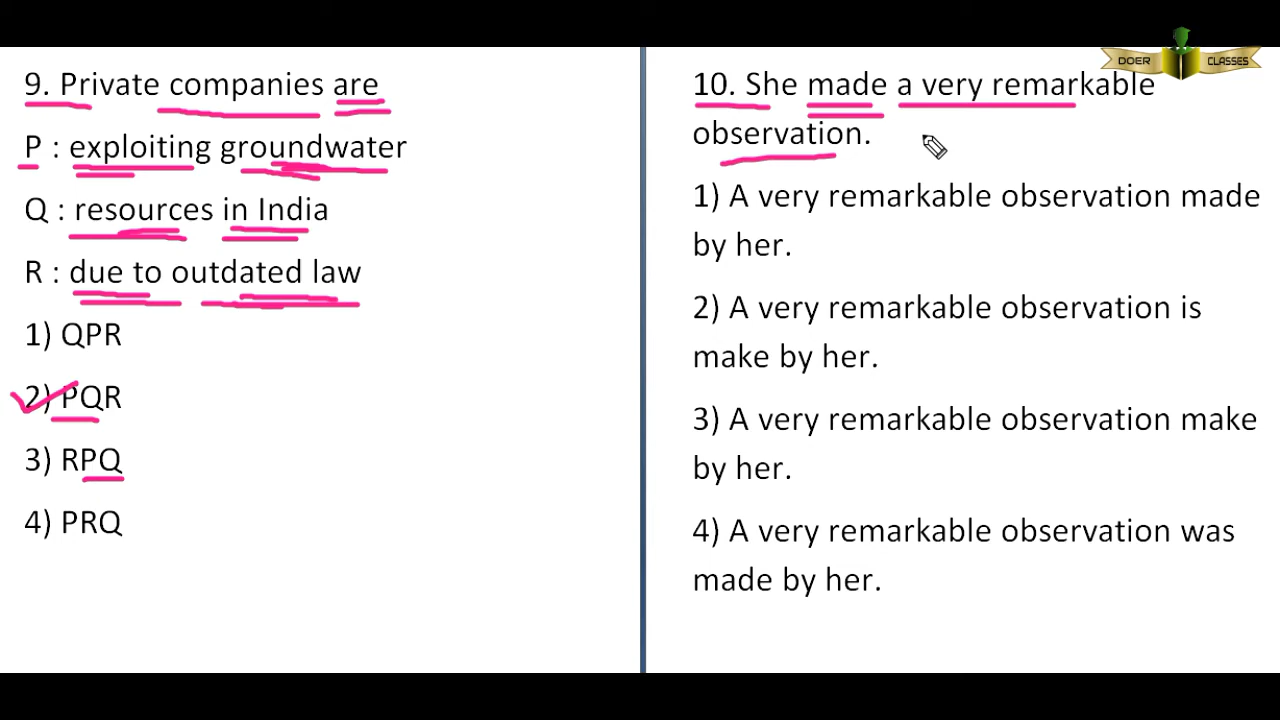 9. Private companies are
P : exploiting groundwater
Q : resources in India
R : due to outdated law
1) QPR
2) PQR
3) RPQ
4) PRQ
DOER CLASSES
10. She made a very remarkable
observation.
1) A very remarkable observation made
by her.
2) A very remarkable observation is
make by her.
3) A very remarkable observation make
by her.
4) A very remarkable observation was
made by her.